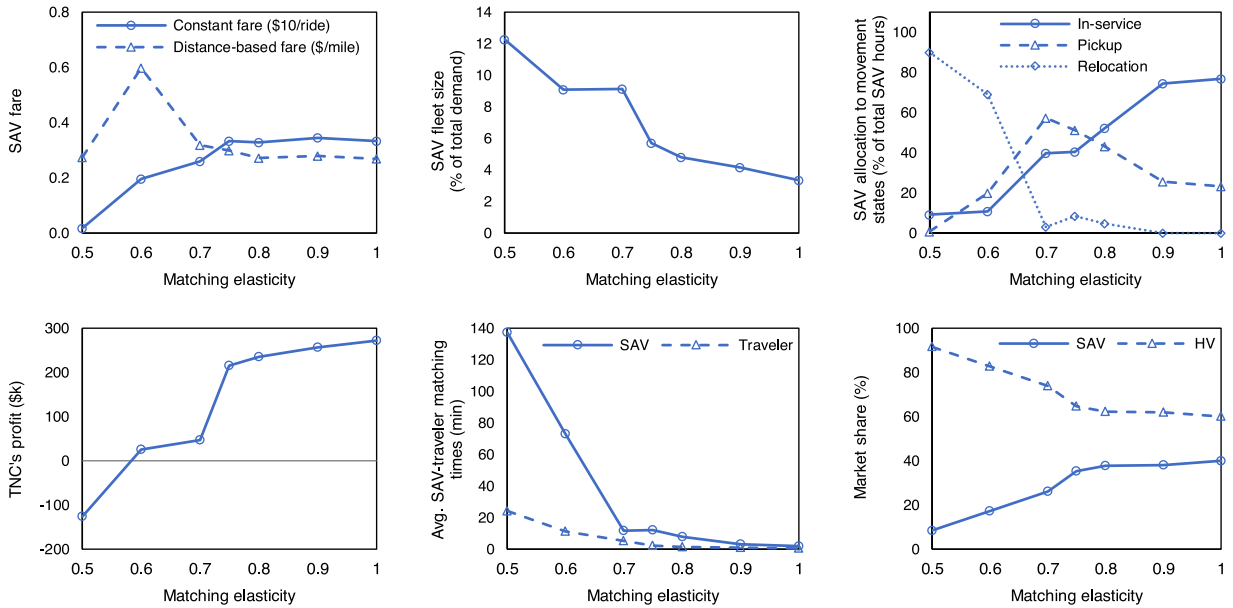 SAV fare
0.8
0.6
0.4
0.2
0.0
Constant fare ($10/ride)
Distance-based fare ($/mile)
0.5 0.6 0.7 0.8 0.9 1
Matching elasticity
SAV fleet size
(% of total demand)
14
12
10
8
6
4
2
0
0.5 0.6 0.7 0.8 0.9 1
Matching elasticity
SAV allocation to movement
states (% of total SAV hours)
100
80
60
40
20
0
In-service
Pickup
Relocation
0.5 0.6 0.7 0.8 0.9 1
Matching elasticity
TNC's profit ($k)
300
200
100
0
-100
-200
0.5 0.6 0.7 0.8 0.9 1
Matching elasticity
Avg. SAV-traveler matching
times (min)
140
120
100
80
60
40
20
0
SAV
Traveler
0.5 0.6 0.7 0.8 0.9 1
Matching elasticity
Market share (%)
100
80
60
40
20
0
SAV
HV
0.5 0.6 0.7 0.8 0.9 1
Matching elasticity